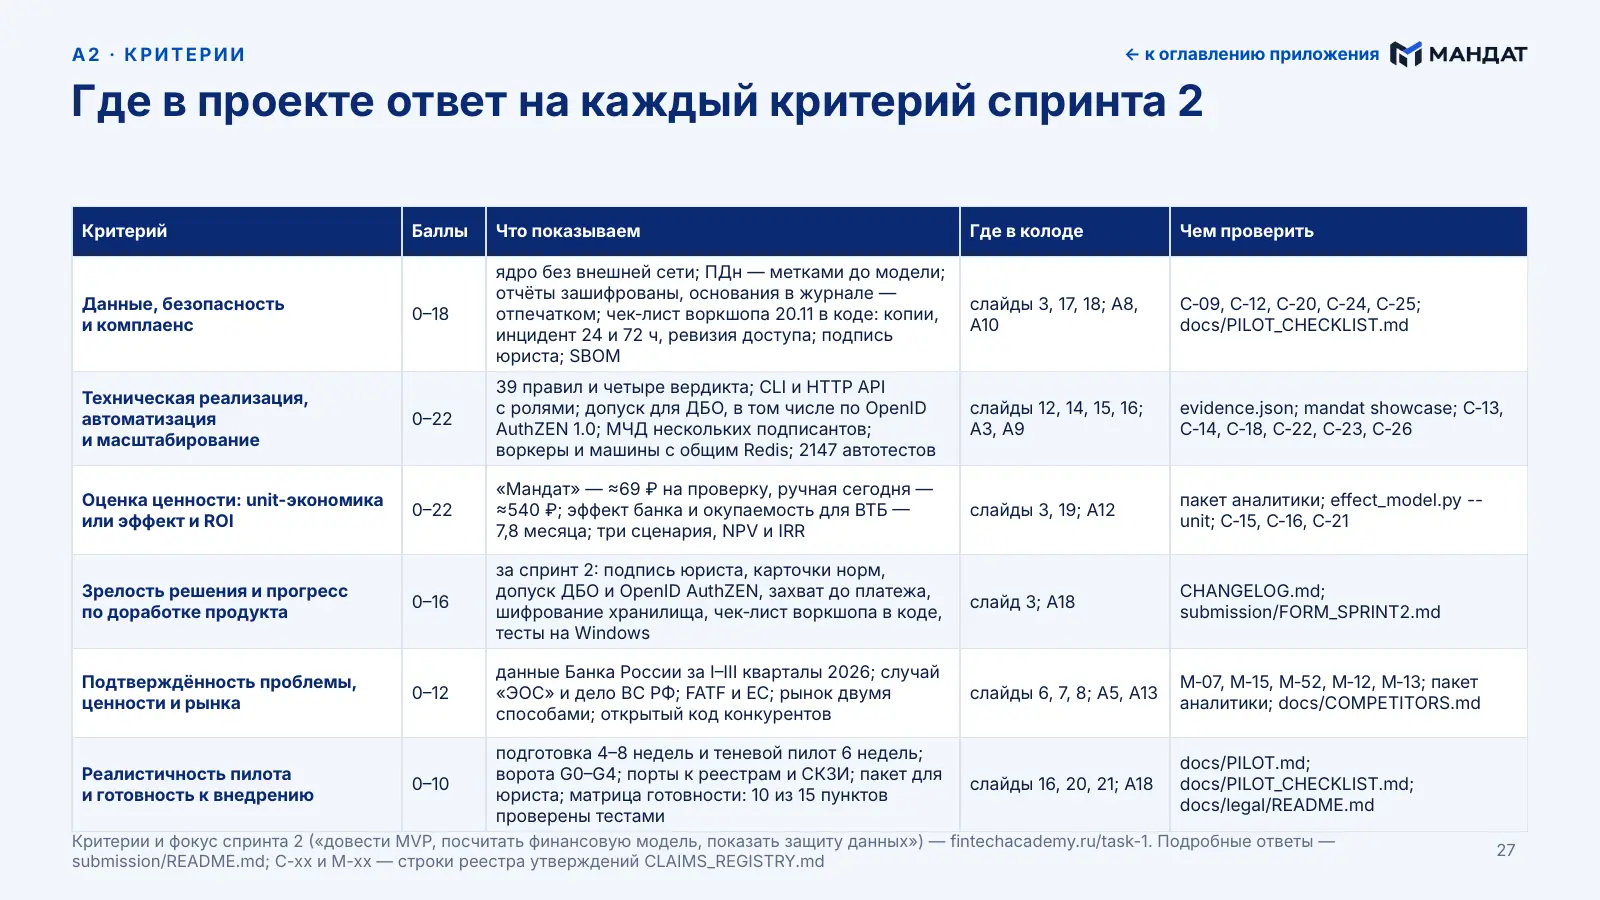 А2 · КРИТЕРИИ
← к оглавлению приложения
МАНДАТ
Где в проекте ответ на каждый критерий спринта 2
Критерий
Баллы
Что показываем
Где в колоде
Чем проверить
Данные, безопасность
и комплаенс
0–18
ядро без внешней сети; ПДн — метками до модели;
отчёты зашифрованы, основания в журнале —
отпечатком; чек-лист воркшопа 20.11 в коде: копии,
инцидент 24 и 72 ч, ревизия доступа; подпись
юриста; SBOM
слайды 3, 17, 18; А8,
А10
С-09, С-12, С-20, С-24, С-25;
docs/PILOT_CHECKLIST.md
Техническая реализация,
автоматизация
и масштабирование
0–22
39 правил и четыре вердикта; CLI и HTTP API
с ролями; допуск для ДБО, в том числе по OpenID
AuthZEN 1.0; МЧД нескольких подписантов;
воркеры и машины с общим Redis; 2147 автотестов
слайды 12, 14, 15, 16;
А3, А9
evidence.json; mandat showcase; С-13,
С-14, С-18, С-22, С-23, С-26
Оценка ценности: unit-экономика
или эффект и ROI
0–22
«Мандат» — ≈69 ₽ на проверку, ручная сегодня —
≈540 ₽; эффект банка и окупаемость для ВТБ —
7,8 месяца; три сценария, NPV и IRR
слайды 3, 19; А12
пакет аналитики; effect_model.py --
unit; С-15, С-16, С-21
Зрелость решения и прогресс
по доработке продукта
0–16
за спринт 2: подпись юриста, карточки норм,
допуск ДБО и OpenID AuthZEN, захват до платежа,
шифрование хранилища, чек-лист воркшопа в коде,
тесты на Windows
слайд 3; А18
CHANGELOG.md;
submission/FORM_SPRINT2.md
Подтверждённость проблемы,
ценности и рынка
0–12
данные Банка России за I–III кварталы 2026; случай
«ЭОС» и дело ВС РФ; FATF и ЕС; рынок двумя
способами; открытый код конкурентов
слайды 6, 7, 8; А5, А13
М-07, М-15, М-52, М-12, М-13; пакет
аналитики; docs/COMPETITORS.md
Реалистичность пилота
и готовность к внедрению
0–10
подготовка 4–8 недель и теневой пилот 6 недель;
ворота G0–G4; порты к реестрам и СКЗИ; пакет для
юриста; матрица готовности: 10 из 15 пунктов
проверены тестами
слайды 16, 20, 21; А18
docs/PILOT.md;
docs/PILOT_CHECKLIST.md;
docs/legal/README.md
Критерии и фокус спринта 2 («довести MVP, посчитать финансовую модель, показать защиту данных») — fintechacademy.ru/task-1. Подробные ответы —
submission/README.md; С-xx и М-xx — строки реестра утверждений CLAIMS_REGISTRY.md
27